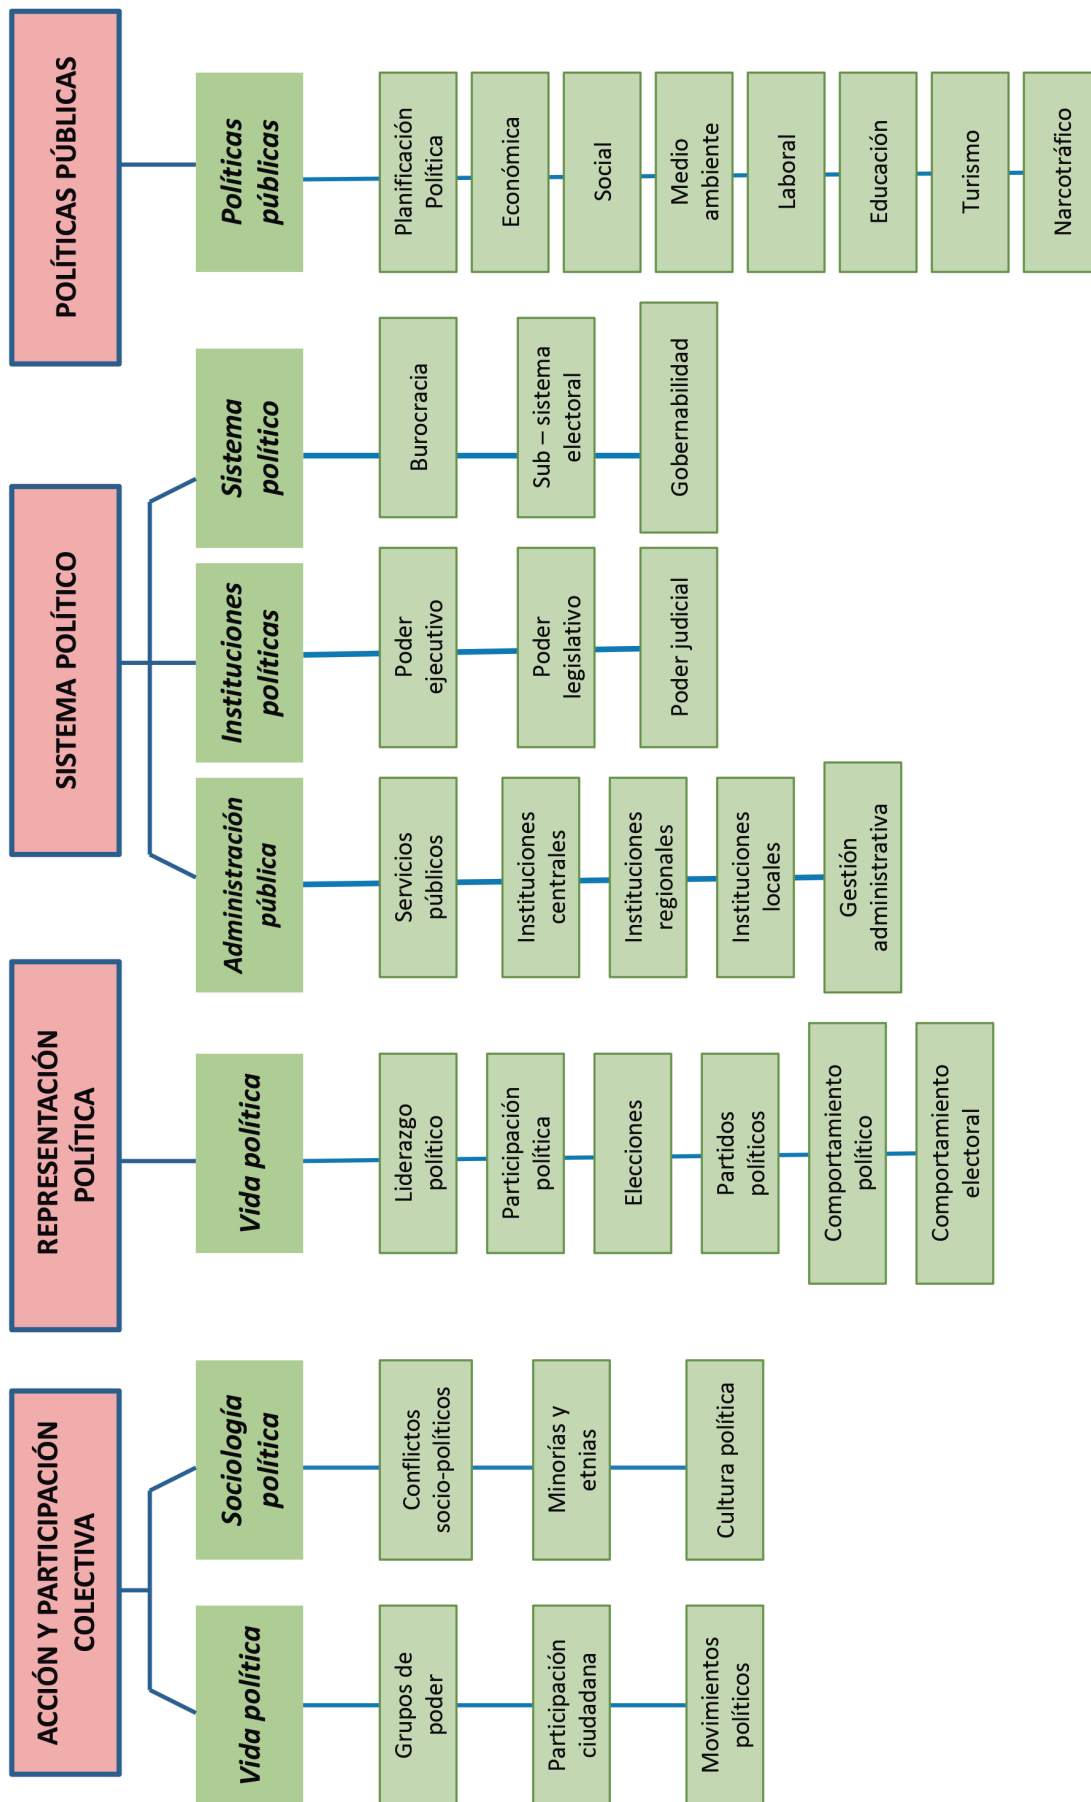 ACCIÓN Y PARTICIPACIÓN
COLECTIVA
Vida política
Grupos de
poder
Participación
ciudadana
Movimientos
políticos
Sociología
política
Conflictos
socio-políticos
Minorías y
etnias
Cultura política
REPRESENTACIÓN
POLÍTICA
Vida política
Liderazgo
político
Participación
política
Elecciones
Partidos
políticos
Comportamiento
político
Comportamiento
electoral
SISTEMA POLÍTICO
Administración
pública
Servicios
públicos
Instituciones
centrales
Instituciones
regionales
Instituciones
locales
Gestión
administrativa
Instituciones
políticas
Poder
ejecutivo
Poder
legislativo
Poder judicial
Sistema
político
Burocracia
Sub – sistema
electoral
Gobernabilidad
POLÍTICAS PÚBLICAS
Políticas
públicas
Planificación
Política
Económica
Social
Medio
ambiente
Laboral
Educación
Turismo
Narcotráfico